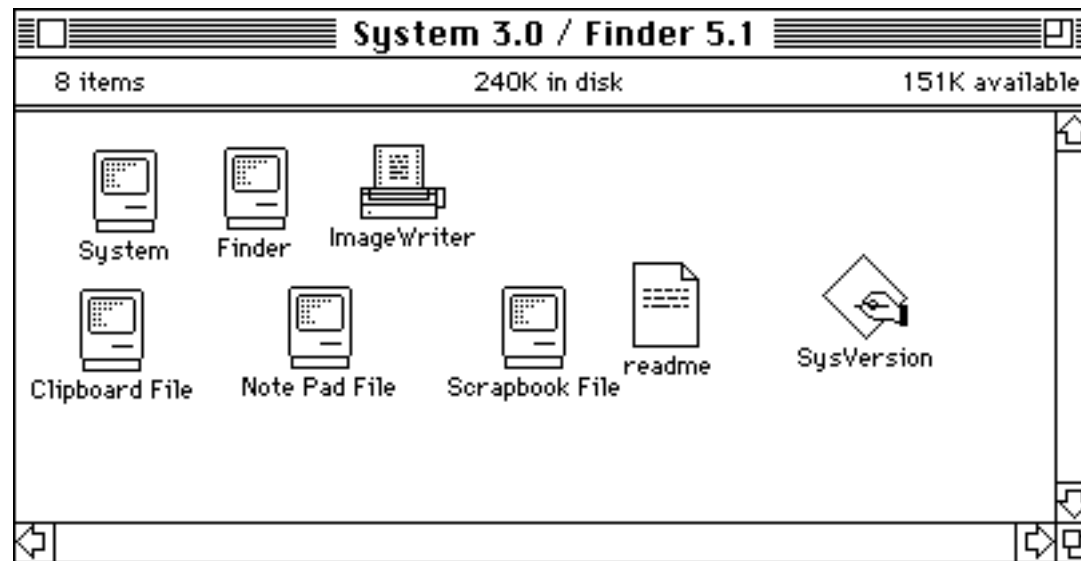 System 3.0 / Finder 5.1
8 items 240K in disk 151K available
System Finder ImageWriter
Clipboard File Note Pad File Scrapbook File readme SysVersion